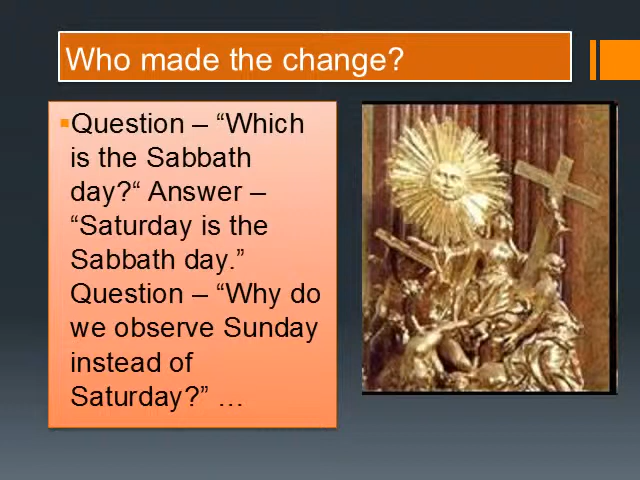 Who made the change?
Question – “Which
is the Sabbath
day?“ Answer –
“Saturday is the
Sabbath day.”
Question – “Why do
we observe Sunday
instead of
Saturday?” …